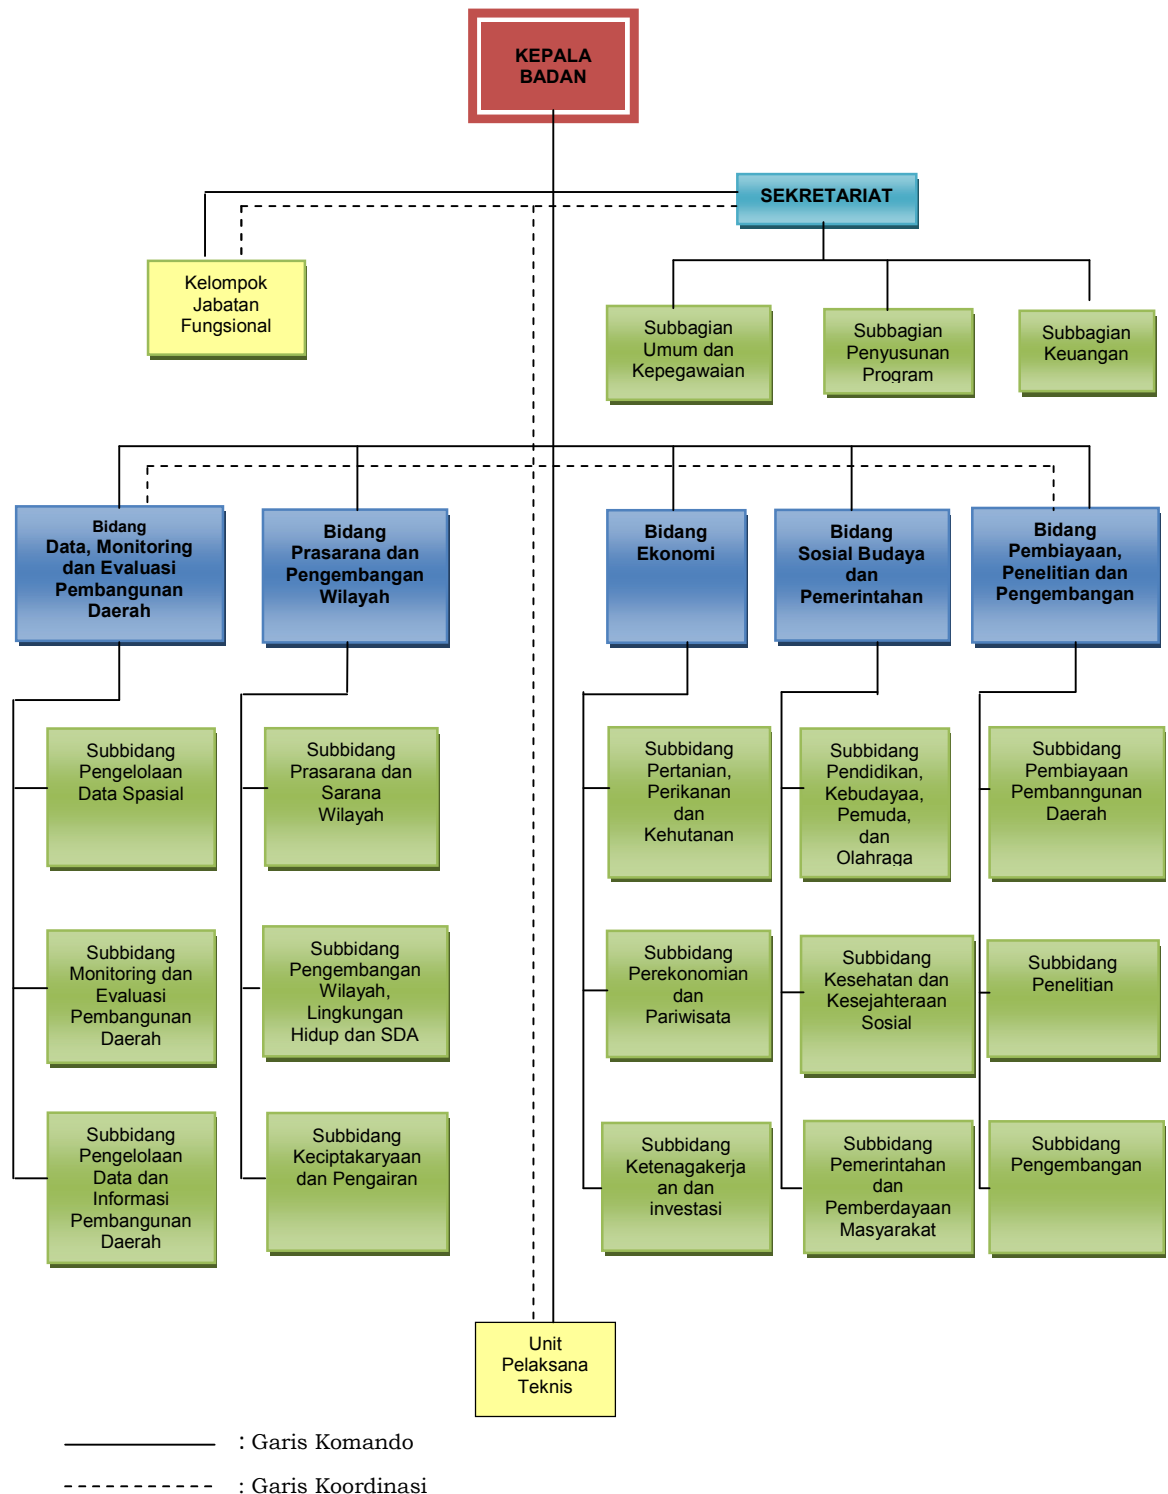 KEPALA
BADAN
SEKRETARIAT
Kelompok
Jabatan
Fungsional
Subbagian
Umum dan
Kepegawaian
Subbagian
Penyusunan
Program
Subbagian
Keuangan
Bidang
Data, Monitoring
dan Evaluasi
Pembangunan
Daerah
Bidang
Prasarana dan
Pengembangan
Wilayah
Bidang
Ekonomi
Bidang
Sosial Budaya
dan
Pemerintahan
Bidang
Pembiayaan,
Penelitian dan
Pengembangan
Subbidang
Pengelolaan
Data Spasial
Subbidang
Prasarana dan
Sarana
Wilayah
Subbidang
Pertanian,
Perikanan
dan
Kehutanan
Subbidang
Pendidikan,
Kebudayaa,
Pemuda,
dan
Olahraga
Subbidang
Pembiayaan
Pembanngunan
Daerah
Subbidang
Monitoring dan
Evaluasi
Pembangunan
Daerah
Subbidang
Pengembangan
Wilayah,
Lingkungan
Hidup dan SDA
Subbidang
Perekonomian
dan
Pariwisata
Subbidang
Kesehatan dan
Kesejahteraan
Sosial
Subbidang
Penelitian
Subbidang
Pengelolaan
Data dan
Informasi
Pembangunan
Daerah
Subbidang
Keciptakaryaan
dan Pengairan
Subbidang
Ketenagakerja
an dan
investasi
Subbidang
Pemerintahan
dan
Pemberdayaan
Masyarakat
Subbidang
Pengembangan
Unit
Pelaksana
Teknis
: Garis Komando
: Garis Koordinasi